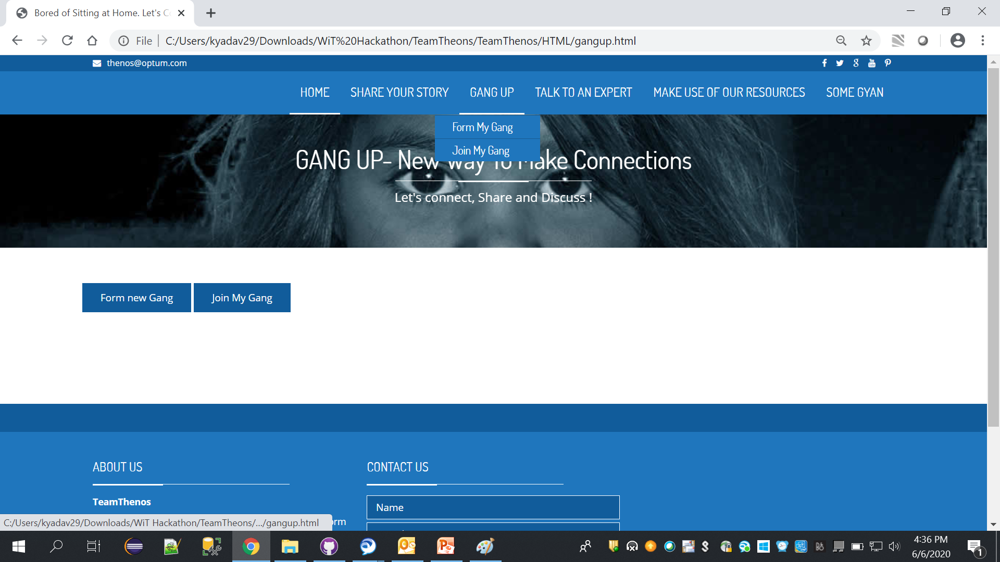 Bored of Sitting at Home. Let's C
File
C:/Users/kyadav29/Downloads/WiT%20Hackathon/TeamTheons/TeamThenos/HTML/gangup.html
thenos@optum.com
HOME SHARE YOUR STORY GANG UP TALK TO AN EXPERT MAKE USE OF OUR RESOURCES SOME GYAN
Form My Gang
Join My Gang
GANG UP- New Way To Make Connections
Let's connect, Share and Discuss !
Form new Gang Join My Gang
ABOUT US
TeamThenos
CONTACT US
Name
C:/Users/kyadav29/Downloads/WiT Hackathon/TeamTheons/.../gangup.html
4:36 PM
6/6/2020
1